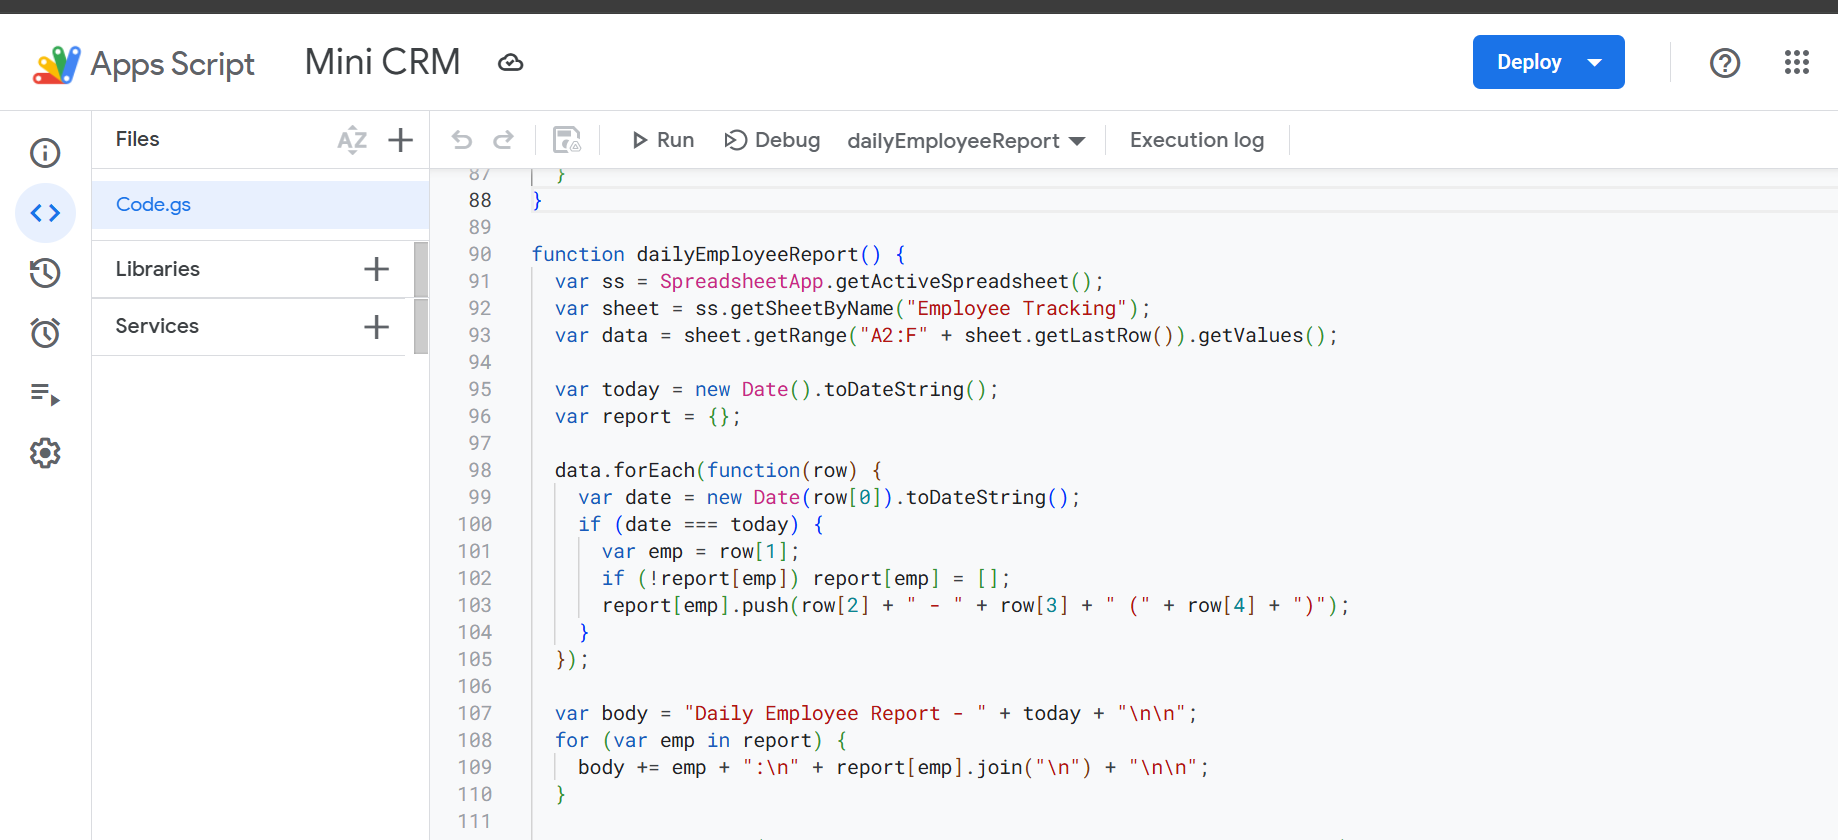 Apps Script
Mini CRM
Deploy
Files
AZ
Run
Debug
dailyEmployeeReport
Execution log
Code.gs
Libraries
Services
87 }
88 }
89
90 function dailyEmployeeReport() {
91 var ss = SpreadsheetApp.getActiveSpreadsheet();
92 var sheet = ss.getSheetByName("Employee Tracking");
93 var data = sheet.getRange("A2:F" + sheet.getLastRow()).getValues();
94
95 var today = new Date().toDateString();
96 var report = {};
97
98 data.forEach(function(row) {
99 var date = new Date(row[0]).toDateString();
100 if (date === today) {
101 var emp = row[1];
102 if (!report[emp]) report[emp] = [];
103 report[emp].push(row[2] + " - " + row[3] + " (" + row[4] + ")");
104 }
105 });
106
107 var body = "Daily Employee Report - " + today + "\n\n";
108 for (var emp in report) {
109 body += emp + ":\n" + report[emp].join("\n") + "\n\n";
110 }
111